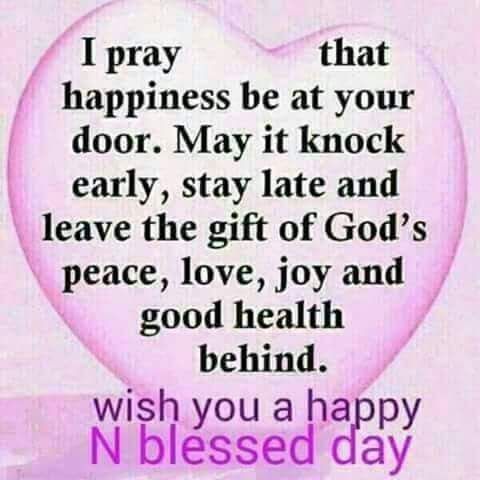 I pray that
happiness be at your
door. May it knock
early, stay late and
leave the gift of God's
peace, love, joy and
good health
behind.
wish you a happy
N blessed day